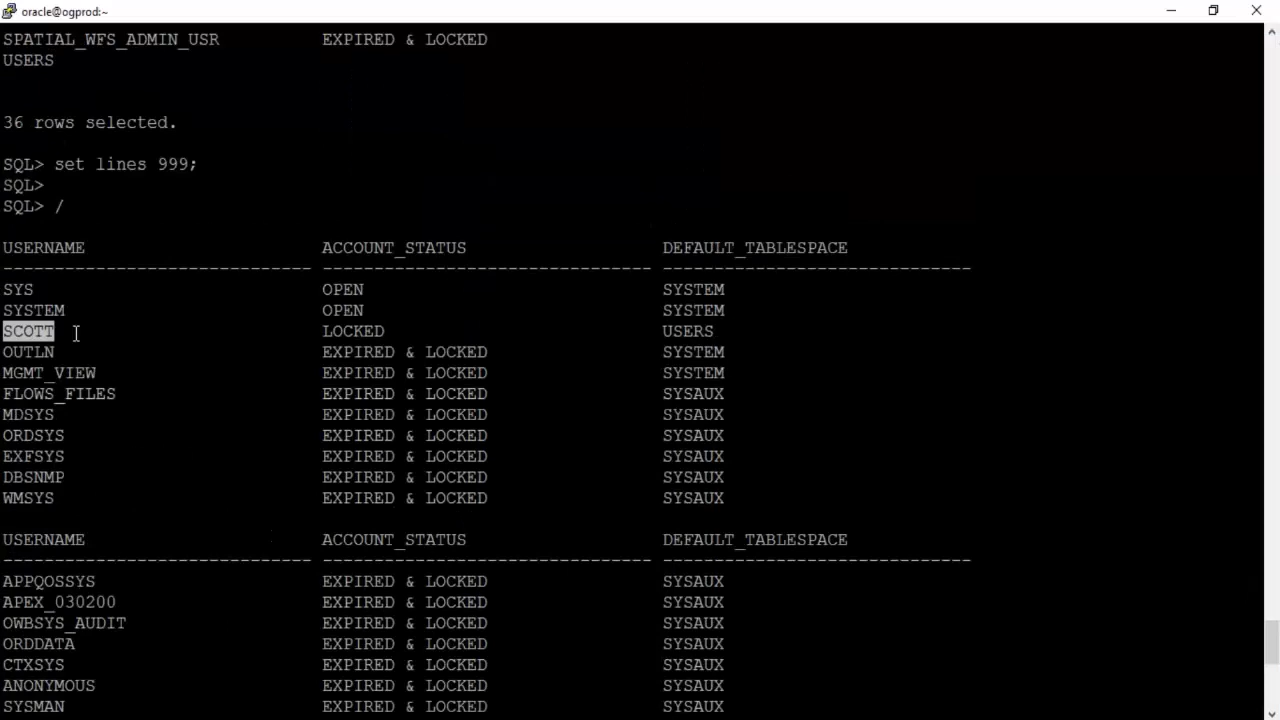 oracle@ogprod:~
SPATIAL_WFS_ADMIN_USR          EXPIRED & LOCKED
USERS
36 rows selected.
SQL> set lines 999;
SQL>
SQL> /
USERNAME                       ACCOUNT_STATUS                   DEFAULT_TABLESPACE
------------------------------ -------------------------------- ------------------------------
SYS                            OPEN                             SYSTEM
SYSTEM                         OPEN                             SYSTEM
SCOTT                          LOCKED                           USERS
OUTLN                          EXPIRED & LOCKED                 SYSTEM
MGMT_VIEW                      EXPIRED & LOCKED                 SYSTEM
FLOWS_FILES                    EXPIRED & LOCKED                 SYSAUX
MDSYS                          EXPIRED & LOCKED                 SYSAUX
ORDSYS                         EXPIRED & LOCKED                 SYSAUX
EXFSYS                         EXPIRED & LOCKED                 SYSAUX
DBSNMP                         EXPIRED & LOCKED                 SYSAUX
WMSYS                          EXPIRED & LOCKED                 SYSAUX
USERNAME                       ACCOUNT_STATUS                   DEFAULT_TABLESPACE
------------------------------ -------------------------------- ------------------------------
APPQOSSYS                      EXPIRED & LOCKED                 SYSAUX
APEX_030200                    EXPIRED & LOCKED                 SYSAUX
OWBSYS_AUDIT                   EXPIRED & LOCKED                 SYSAUX
ORDDATA                        EXPIRED & LOCKED                 SYSAUX
CTXSYS                         EXPIRED & LOCKED                 SYSAUX
ANONYMOUS                      EXPIRED & LOCKED                 SYSAUX
SYSMAN                         EXPIRED & LOCKED                 SYSAUX